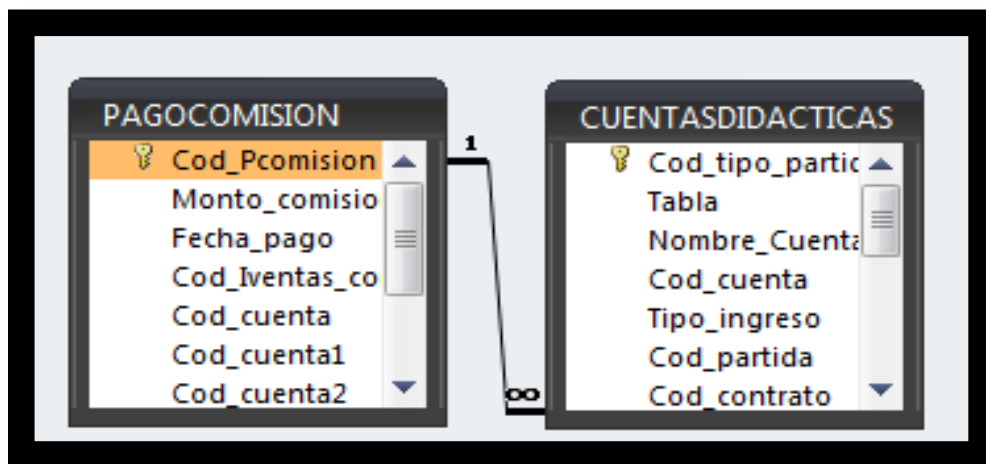 PAGOCOMISION
Cod_Pcomision
Monto_comisio
Fecha_pago
Cod_Iventas_co
Cod_cuenta
Cod_cuenta1
Cod_cuenta2
1
∞
CUENTASDIDACTICAS
Cod_tipo_partic
Tabla
Nombre_Cuenta
Cod_cuenta
Tipo_ingreso
Cod_partida
Cod_contrato